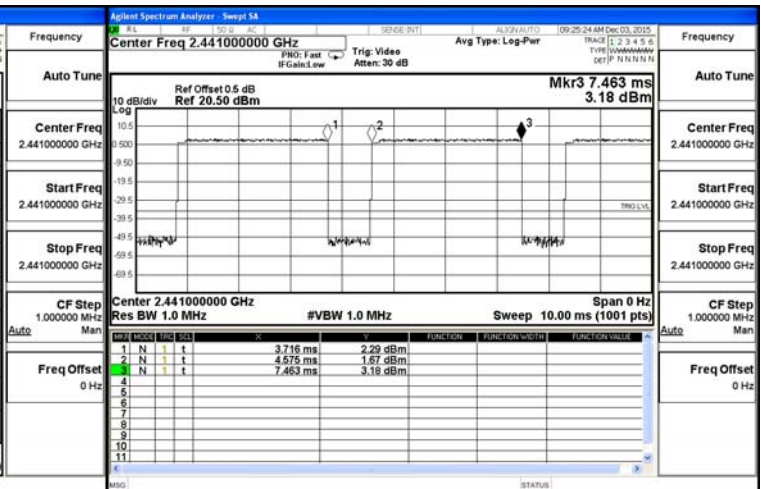 Agilent Spectrum Analyzer - Swept SA
RL RF 50 Ω AC SENSE:INT ALIGN AUTO 09:25:24 AM Dec 03, 2015
Center Freq 2.441000000 GHz
PNO: Fast
IFGain:Low
Trig: Video
Atten: 30 dB
Avg Type: Log-Pwr
TRACE 1 2 3 4 5 6
TYPE
DET P N N N N N
Ref Offset 0.5 dB
10 dB/div Ref 20.50 dBm
Log
Mkr3 7.463 ms
3.18 dBm
10.5
0.500
-9.50
-19.5
-29.5
-39.5
-49.5
-59.5
-69.5
1
2
3
TRIG LVL
Center 2.441000000 GHz Span 0 Hz
Res BW 1.0 MHz #VBW 1.0 MHz Sweep 10.00 ms (1001 pts)
MKR MODE TRC SCL X Y FUNCTION FUNCTION WIDTH FUNCTION VALUE
1 N 1 t 3.716 ms 2.29 dBm
2 N 1 t 4.575 ms 1.67 dBm
3 N 1 t 7.463 ms 3.18 dBm
4
5
6
7
8
9
10
11
MSG STATUS
Frequency
Auto Tune
Center Freq
2.441000000 GHz
Start Freq
2.441000000 GHz
Stop Freq
2.441000000 GHz
CF Step
1.000000 MHz
Auto Man
Freq Offset
0 Hz
Frequency
Auto Tune
Center Freq
2.441000000 GHz
Start Freq
2.441000000 GHz
Stop Freq
2.441000000 GHz
CF Step
1.000000 MHz
Auto Man
Freq Offset
0 Hz